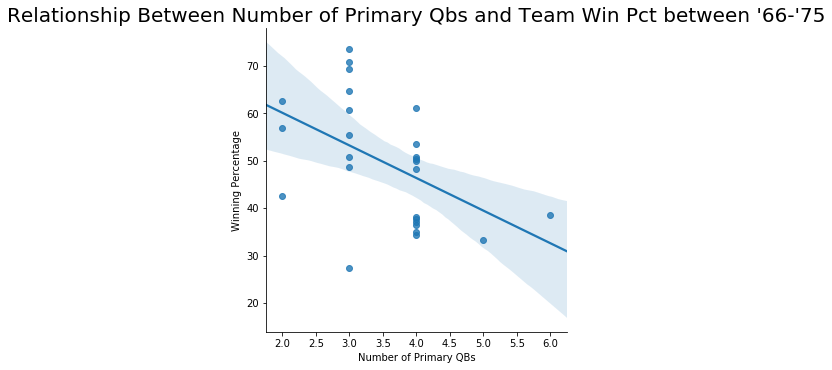 Relationship Between Number of Primary Qbs and Team Win Pct between '66-'75
70
60
50
40
30
20
Winning Percentage
2.0 2.5 3.0 3.5 4.0 4.5 5.0 5.5 6.0
Number of Primary QBs